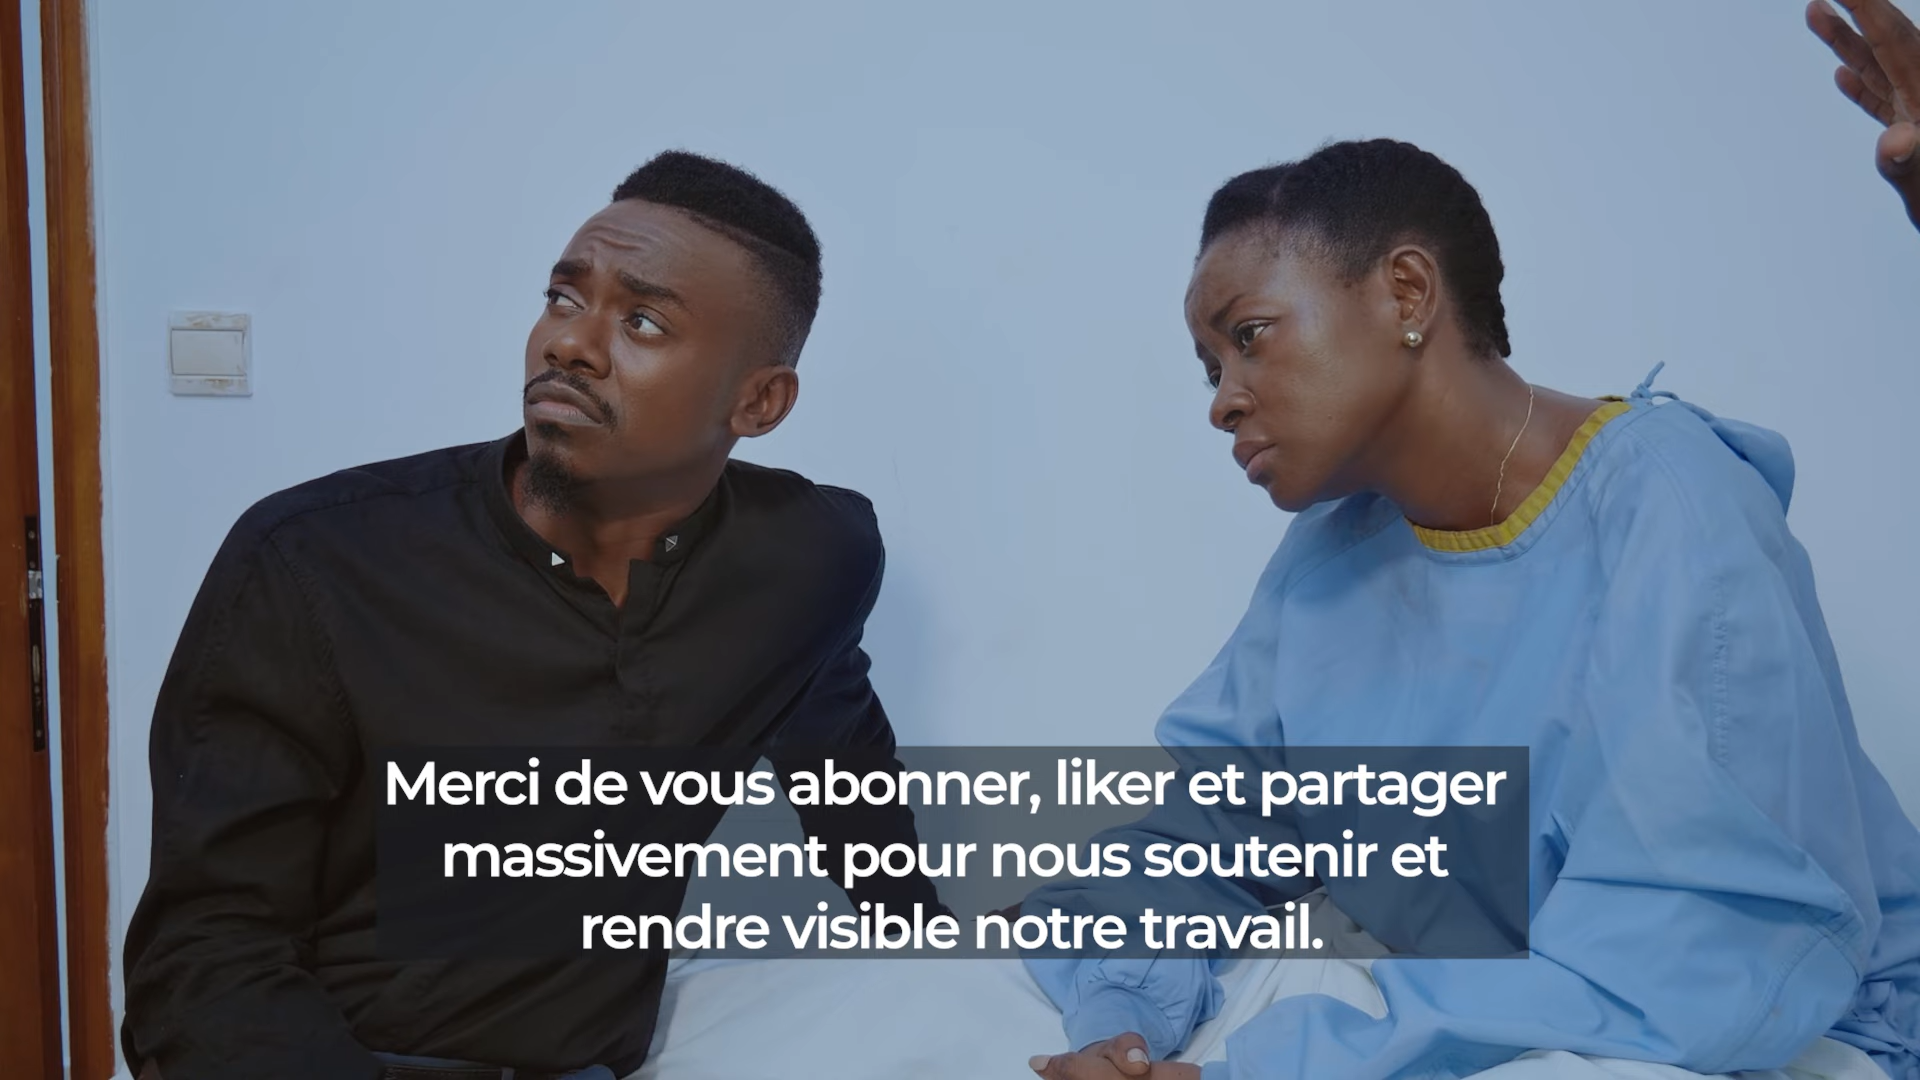 Merci de vous abonner, liker et partager
massivement pour nous soutenir et
rendre visible notre travail.